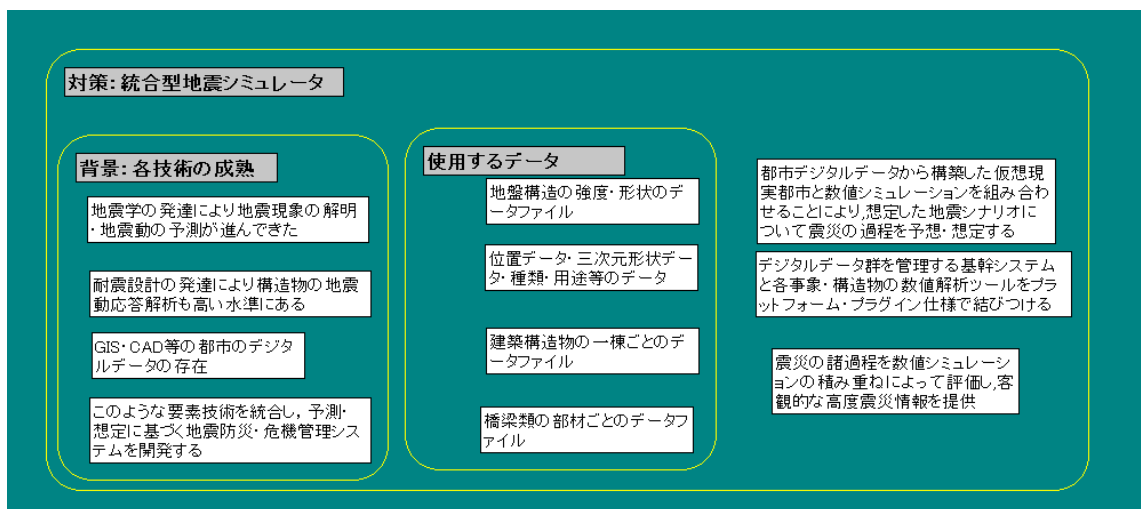 対策:統合型地震シミュレータ
背景:各技術の成熟
地震学の発達により地震現象の解明
・地震動の予測が進んできた
耐震設計の発達により構造物の地震
動応答解析も高い水準にある
GIS・CAD等の都市のデジタ
ルデータの存在
このような要素技術を統合し,予測・
想定に基づく地震防災・危機管理シス
テムを開発する
使用するデータ
地盤構造の強度・形状のデ
ータファイル
位置データ・三次元形状デー
タ・種類・用途等のデータ
建築構造物の一棟ごとのデ
ータファイル
橋梁類の部材ごとのデータフ
ァイル
都市デジタルデータから構築した仮想現
実都市と数値シミュレーションを組み合わ
せることにより,想定した地震シナリオに
ついて震災の過程を予想・想定する
デジタルデータ群を管理する基幹システム
と各事象・構造物の数値解析ツールをプラ
ットフォーム・プラグイン仕様で結びつける
震災の諸過程を数値シミュレーシ
ョンの積み重ねによって評価し,客
観的な高度震災情報を提供